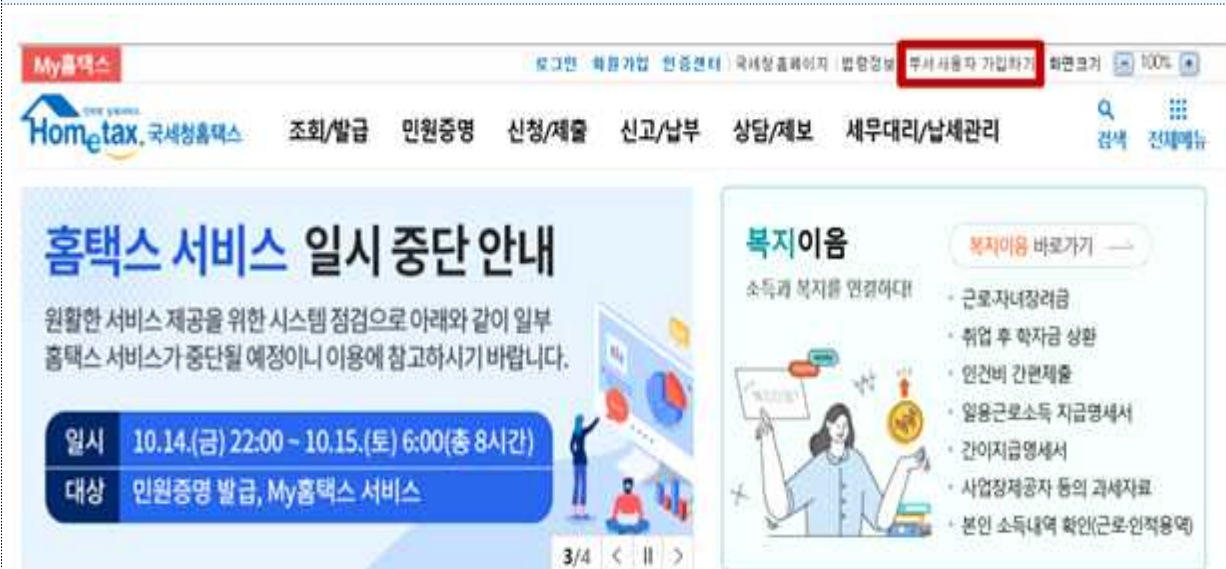 My홈택스
로그인 회원가입 인증센터 국세청홈페이지 법령정보 부서사용자 가입하기 화면크기 100%
Hometax. 국세청홈택스 조회/발급 민원증명 신청/제출 신고/납부 상담/제보 세무대리/납세관리 검색 전체메뉴
홈택스 서비스 일시 중단 안내
원활한 서비스 제공을 위한 시스템 점검으로 아래와 같이 일부
홈택스 서비스가 중단될 예정이니 이용에 참고하시기 바랍니다.
일시 10.14.(금) 22:00 ~ 10.15.(토) 6:00(총 8시간)
대상 민원증명 발급, My홈택스 서비스
3/4
복지이음
복지이음 바로가기
소득과 복지를 연결하다!
근로·자녀장려금
취업 후 학자금 상환
인건비 간편제출
일용근로소득 지급명세서
간이지급명세서
사업장제공자 등의 과세자료
본인 소득내역 확인(근로·인적용역)